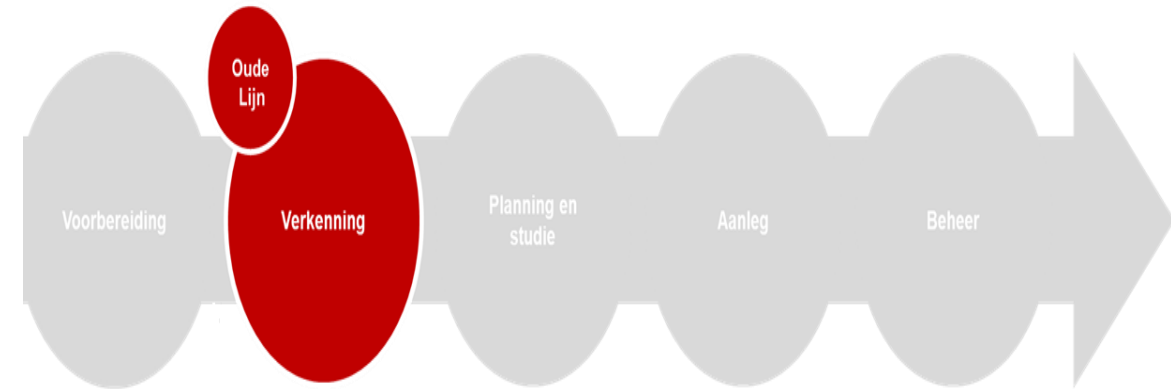 Oude
Lijn
Voorbereiding
Verkenning
Planning en
studie
Aanleg
Beheer